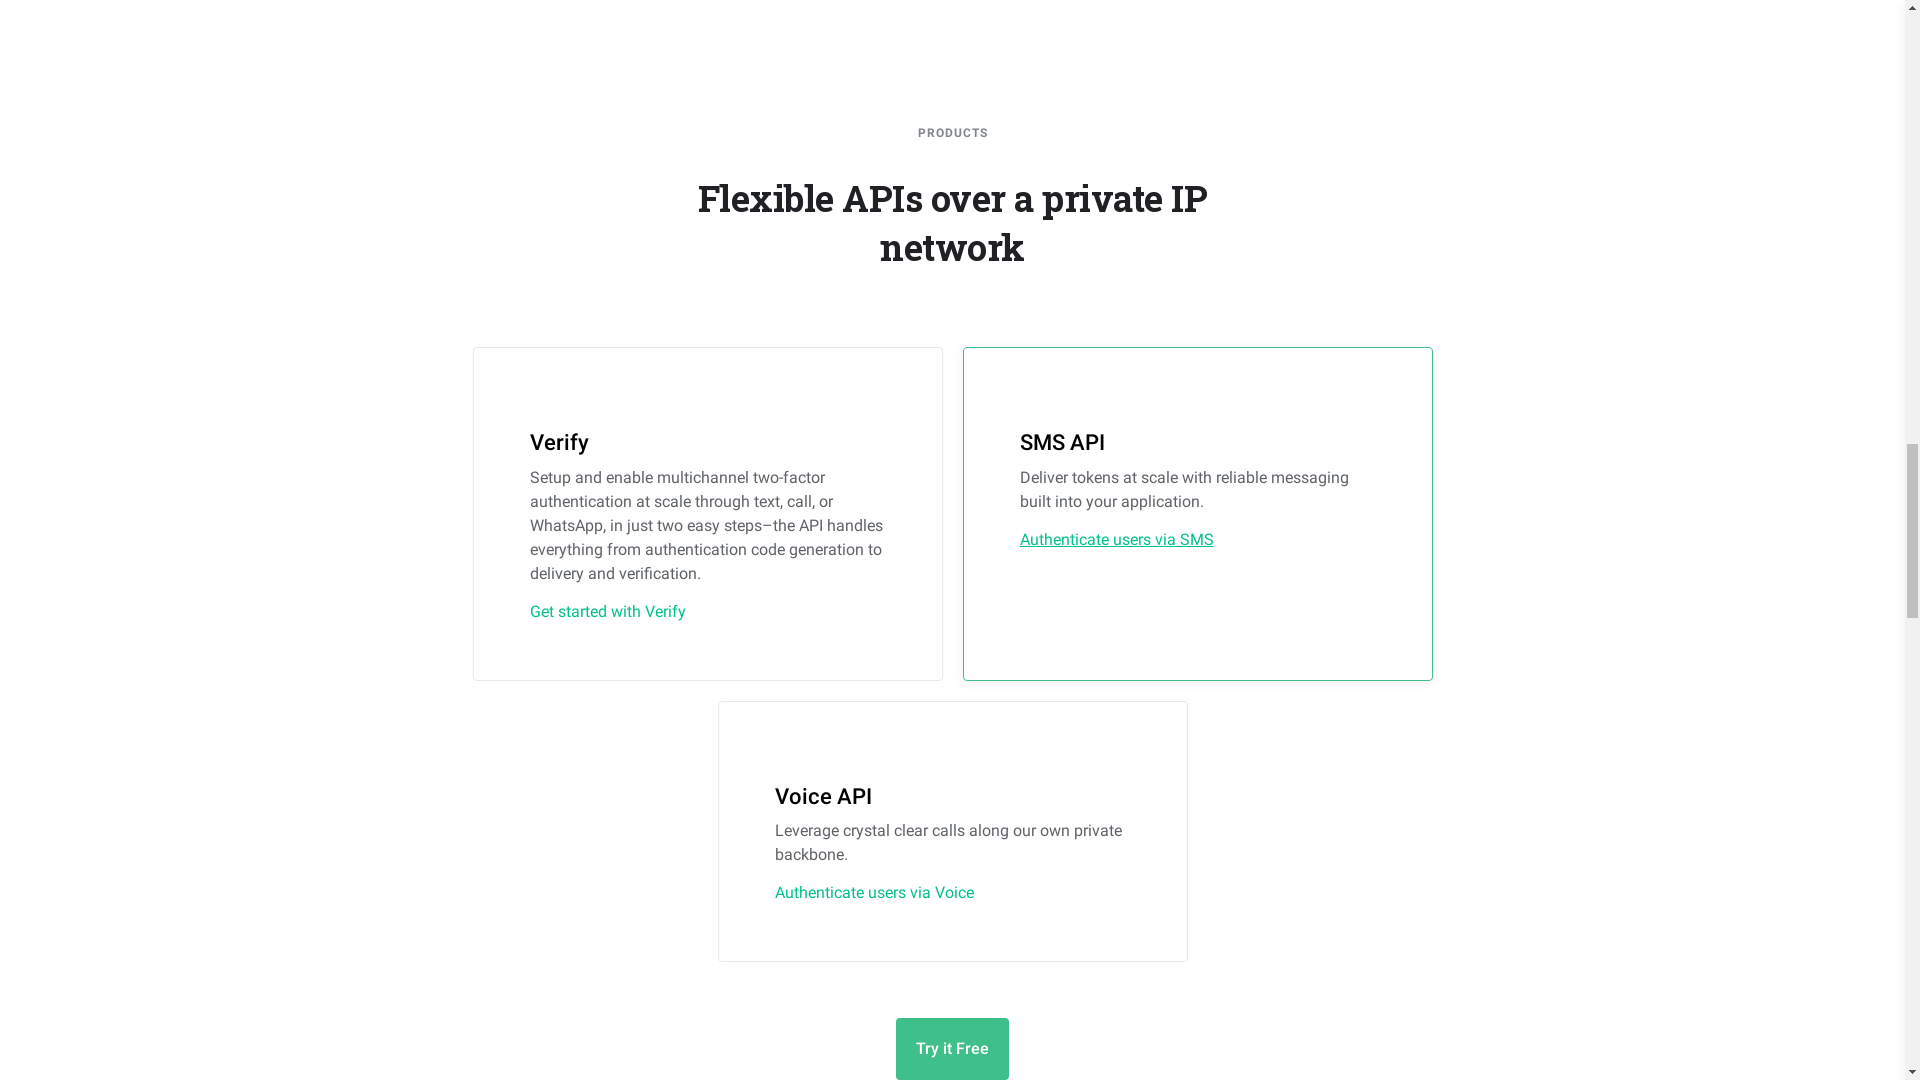 PRODUCTS
Flexible APIs over a private IP
network
Verify
Setup and enable multichannel two-factor
authentication at scale through text, call, or
WhatsApp, in just two easy steps–the API handles
everything from authentication code generation to
delivery and verification.
Get started with Verify
SMS API
Deliver tokens at scale with reliable messaging
built into your application.
Authenticate users via SMS
Voice API
Leverage crystal clear calls along our own private
backbone.
Authenticate users via Voice
Try it Free